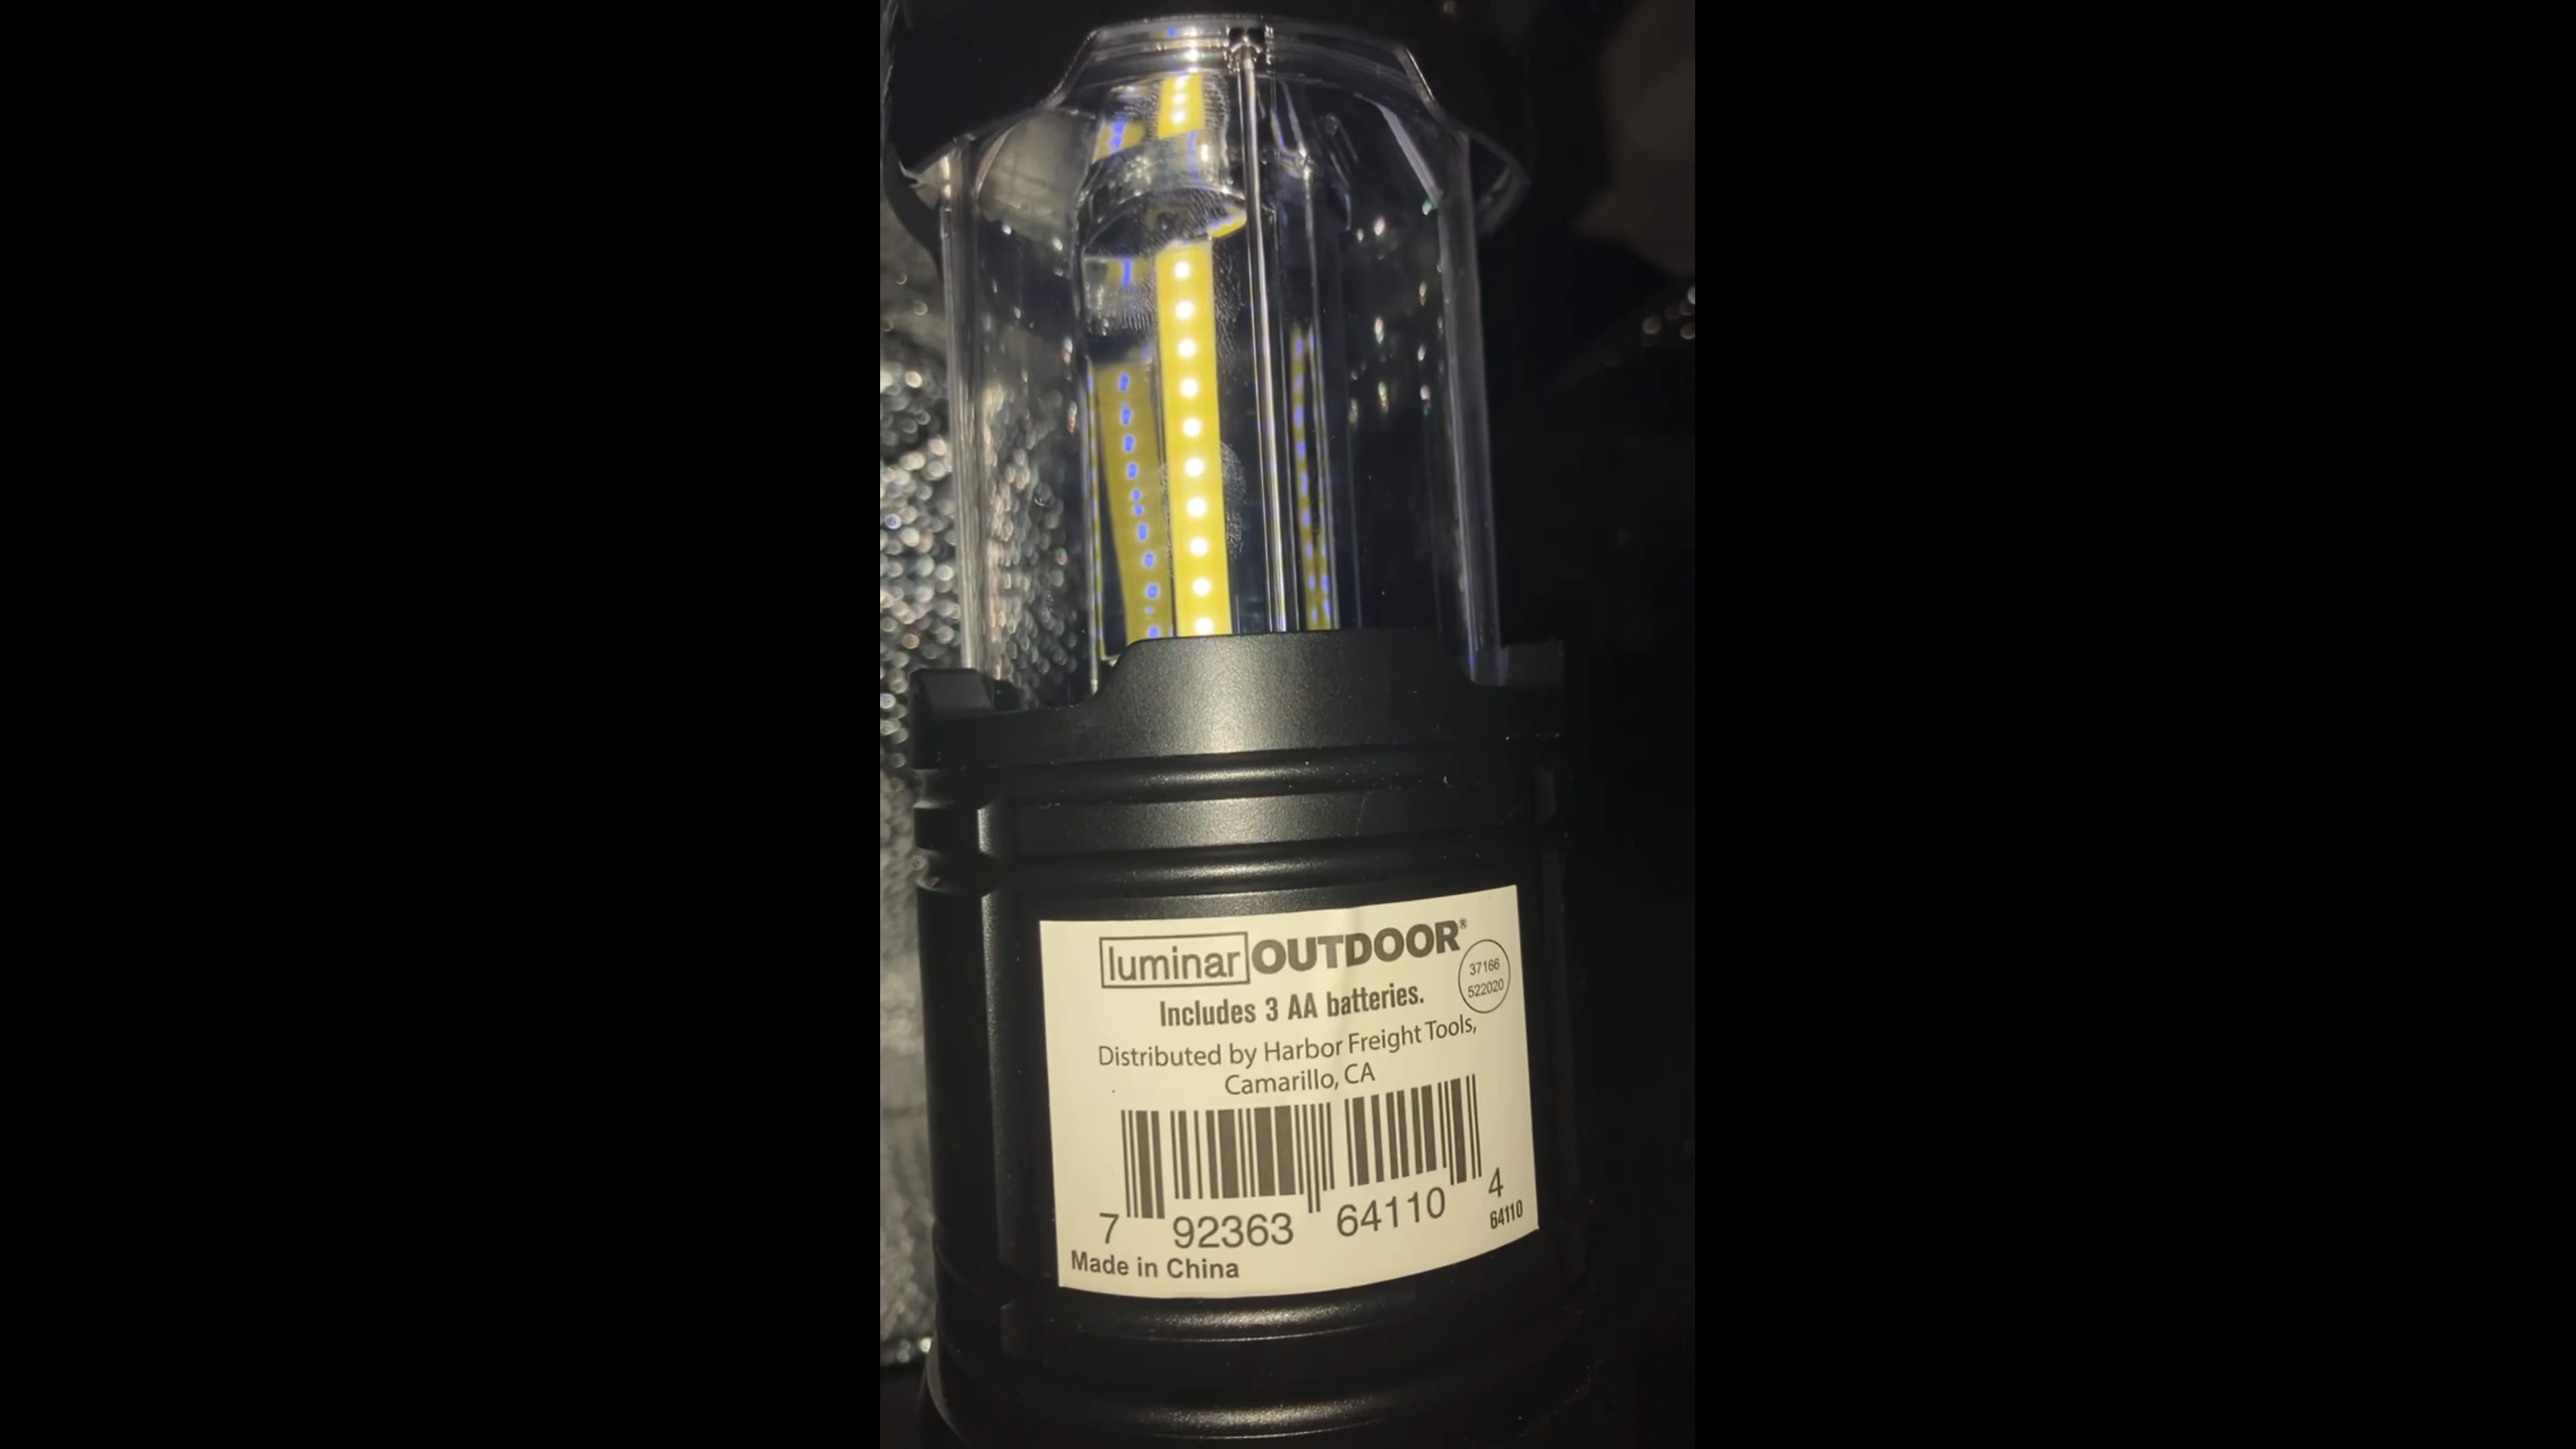 luminar OUTDOOR®
37166
522020
Includes 3 AA batteries.
Distributed by Harbor Freight Tools,
Camarillo, CA
7 92363 64110 4
64110
Made in China